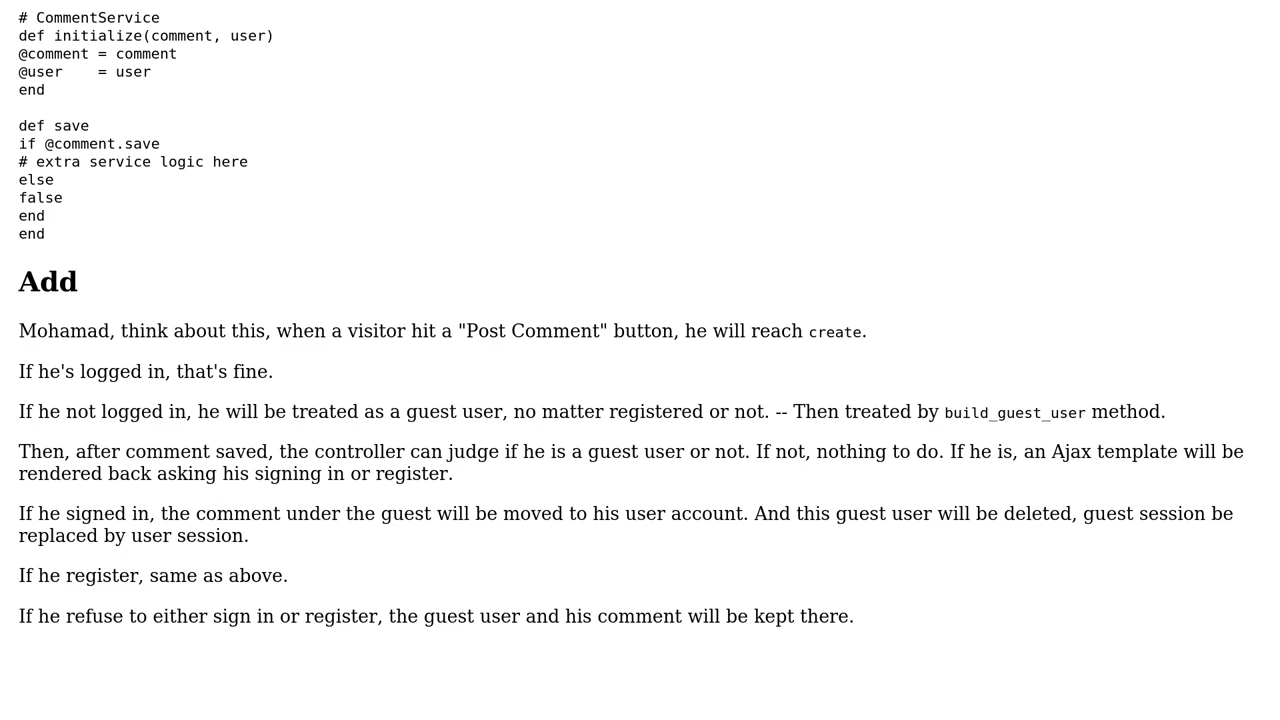 # CommentService
def initialize(comment, user)
@comment = comment
@user    = user
end

def save
if @comment.save
# extra service logic here
else
false
end
end
Add
Mohamad, think about this, when a visitor hit a "Post Comment" button, he will reach create.
If he's logged in, that's fine.
If he not logged in, he will be treated as a guest user, no matter registered or not. -- Then treated by build_guest_user method.
Then, after comment saved, the controller can judge if he is a guest user or not. If not, nothing to do. If he is, an Ajax template will be
rendered back asking his signing in or register.
If he signed in, the comment under the guest will be moved to his user account. And this guest user will be deleted, guest session be
replaced by user session.
If he register, same as above.
If he refuse to either sign in or register, the guest user and his comment will be kept there.